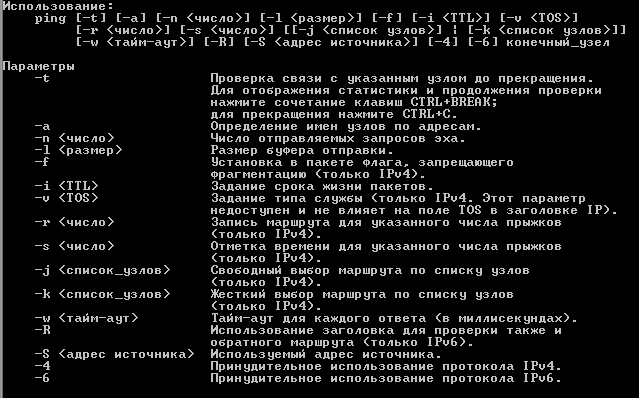 Использование:
ping [-t] [-a] [-n <число>] [-l <размер>] [-f] [-i <TTL>] [-v <TOS>]
[-r <число>] [-s <число>] [[-j <список узлов>] ¦ [-k <список узлов>]]
[-w <тайм-аут>] [-R] [-S <адрес источника>] [-4] [-6] конечный_узел
Параметры
-t Проверка связи с указанным узлом до прекращения.
Для отображения статистики и продолжения проверки
нажмите сочетание клавиш CTRL+BREAK;
для прекращения нажмите CTRL+C.
-a Определение имен узлов по адресам.
-n <число> Число отправляемых запросов эха.
-l <размер> Размер буфера отправки.
-f Установка в пакете флага, запрещающего
фрагментацию (только IPv4).
-i <TTL> Задание срока жизни пакетов.
-v <TOS> Задание типа службы (только IPv4. Этот параметр
недоступен и не влияет на поле TOS в заголовке IP).
-r <число> Запись маршрута для указанного числа прыжков
(только IPv4).
-s <число> Отметка времени для указанного числа прыжков
(только IPv4).
-j <список_узлов> Свободный выбор маршрута по списку узлов
(только IPv4).
-k <список_узлов> Жесткий выбор маршрута по списку узлов
(только IPv4).
-w <тайм-аут> Тайм-аут для каждого ответа (в миллисекундах).
-R Использование заголовка для проверки также и
обратного маршрута (только IPv6).
-S <адрес источника> Используемый адрес источника.
-4 Принудительное использование протокола IPv4.
-6 Принудительное использование протокола IPv6.